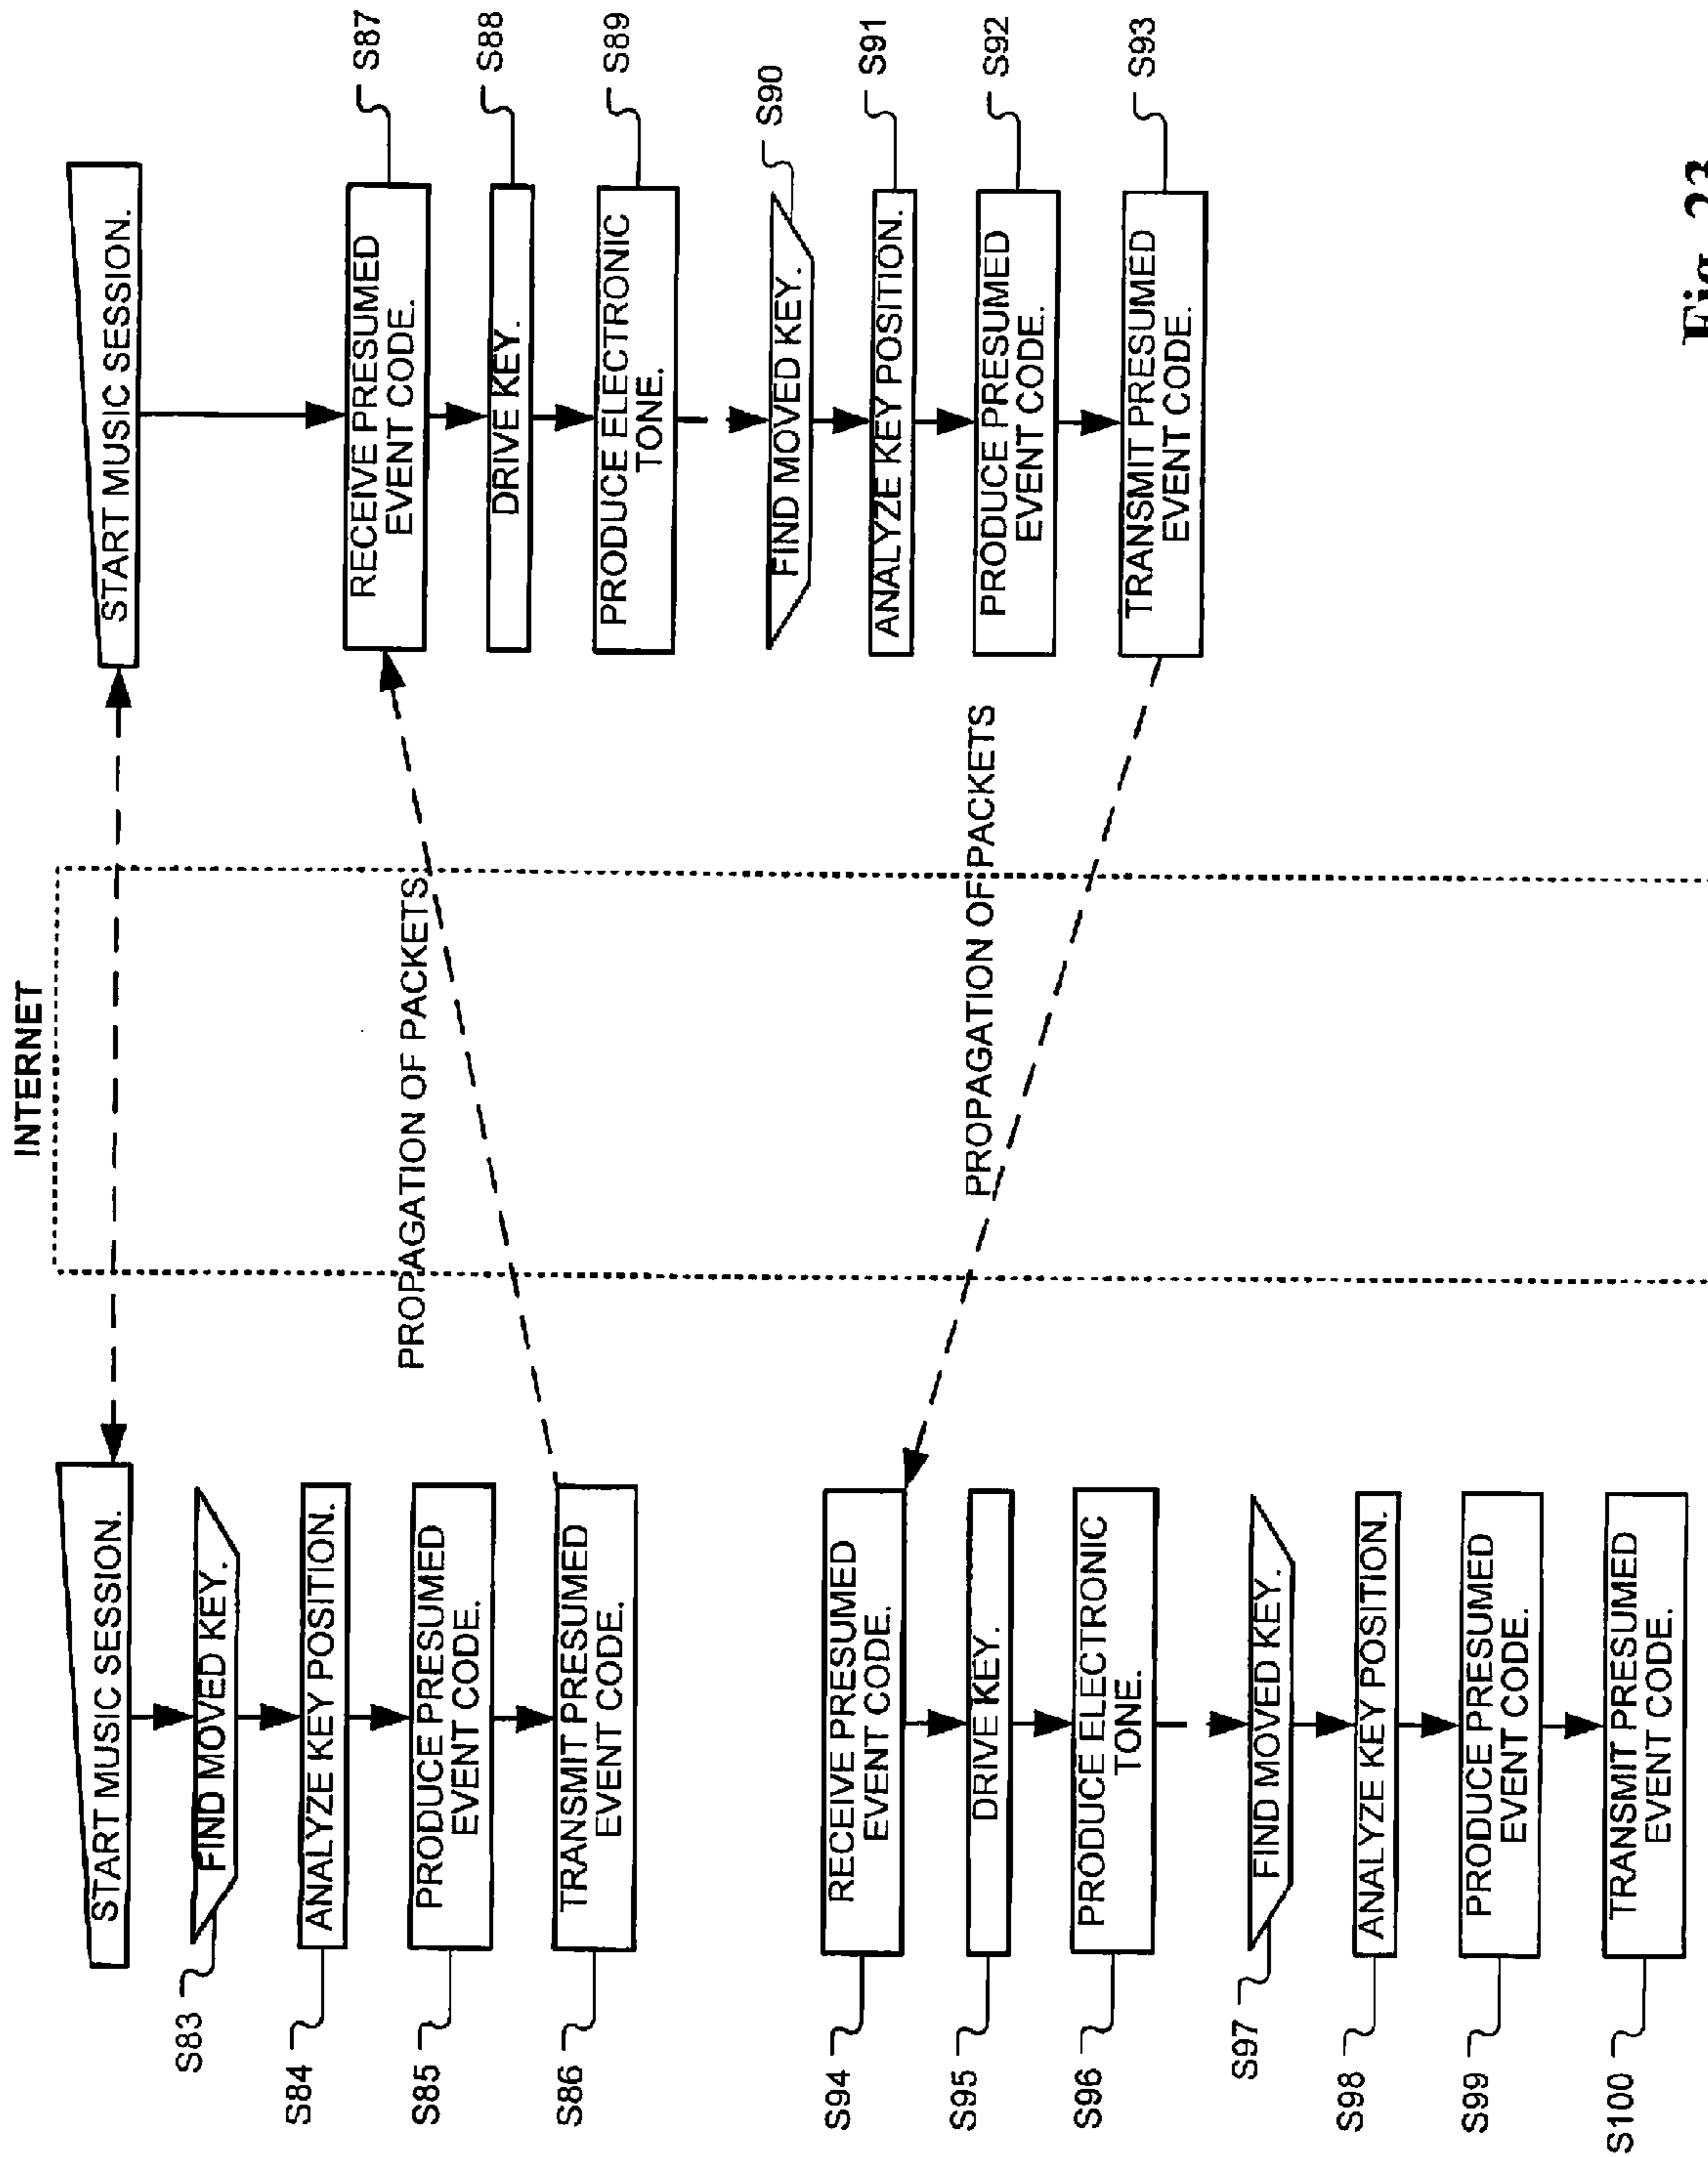 INTERNET
START MUSIC SESSION.
S83
FIND MOVED KEY.
S84
ANALYZE KEY POSITION.
S85
PRODUCE PRESUMED
EVENT CODE.
S86
TRANSMIT PRESUMED
EVENT CODE.
S94
RECEIVE PRESUMED
EVENT CODE.
S95
DRIVE KEY.
S96
PRODUCE ELECTRONIC
TONE.
S97
FIND MOVED KEY.
S98
ANALYZE KEY POSITION.
S99
PRODUCE PRESUMED
EVENT CODE.
S100
TRANSMIT PRESUMED
EVENT CODE.
PROPAGATION OF PACKETS
PROPAGATION OF PACKETS
START MUSIC SESSION.
RECEIVE PRESUMED
EVENT CODE.
S87
DRIVE KEY.
S88
PRODUCE ELECTRONIC
TONE.
S89
FIND MOVED KEY.
S90
ANALYZE KEY POSITION.
S91
PRODUCE PRESUMED
EVENT CODE.
S92
TRANSMIT PRESUMED
EVENT CODE.
S93
Fig. 23